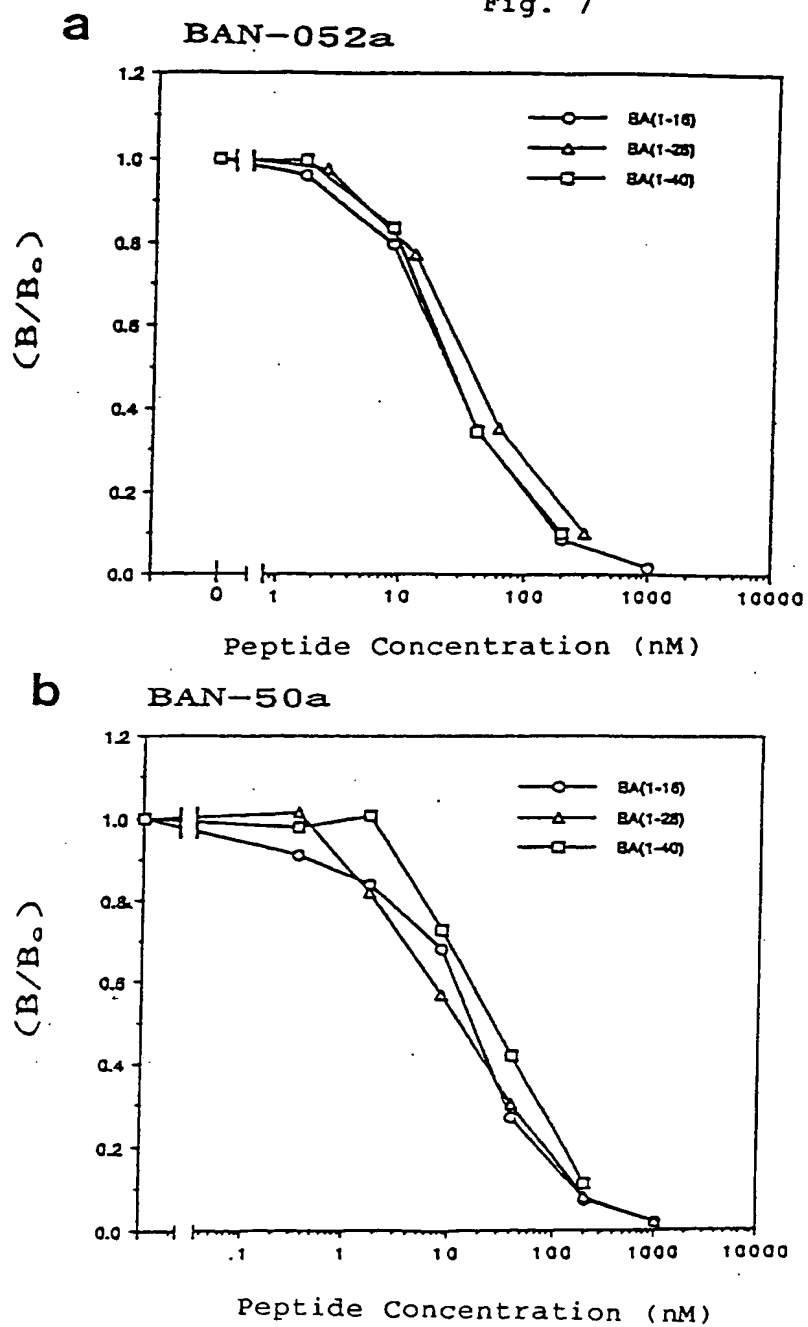 Fig. 7
a
BAN-052a
(B/B₀)
1.2
1.0
0.8
0.6
0.4
0.2
0.0
BA(1-16)
BA(1-28)
BA(1-40)
0 1 10 100 1000 10000
Peptide Concentration (nM)
b
BAN-50a
(B/B₀)
1.2
1.0
0.8
0.6
0.4
0.2
0.0
BA(1-16)
BA(1-28)
BA(1-40)
.1 1 10 100 1000 10000
Peptide Concentration (nM)